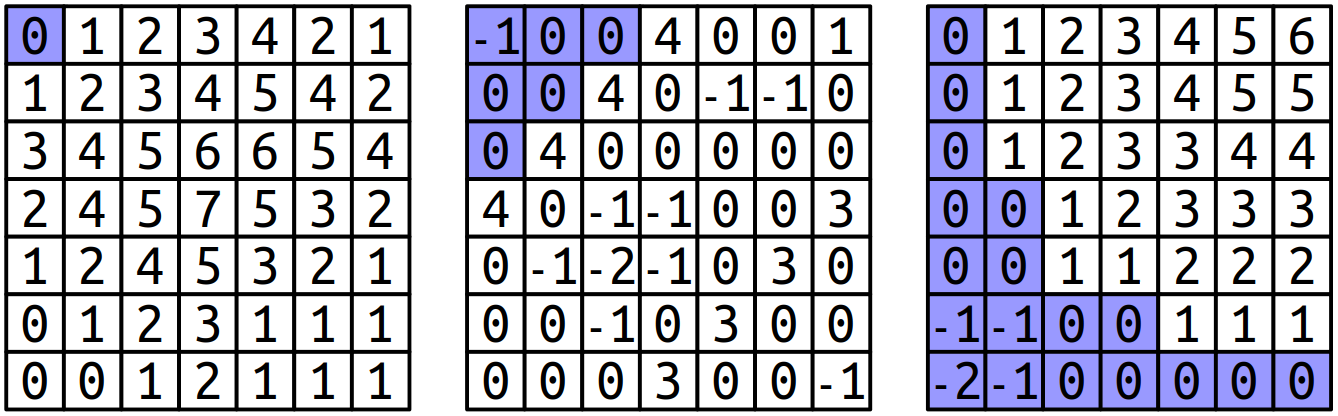 0 1 2 3 4 2 1 -1 0 0 4 0 0 1 0 1 2 3 4 5 6
1 2 3 4 5 4 2 0 0 4 0 -1 -1 0 0 1 2 3 4 5 5
3 4 5 6 6 5 4 0 4 0 0 0 0 0 0 1 2 3 3 4 4
2 4 5 7 5 3 2 4 0 -1 -1 0 0 3 0 0 1 2 3 3 3
1 2 4 5 3 2 1 0 -1 -2 -1 0 3 0 0 0 1 1 2 2 2
0 1 2 3 1 1 1 0 0 -1 0 3 0 0 -1 -1 0 0 1 1 1
0 0 1 2 1 1 1 0 0 0 3 0 0 -1 -2 -1 0 0 0 0 0